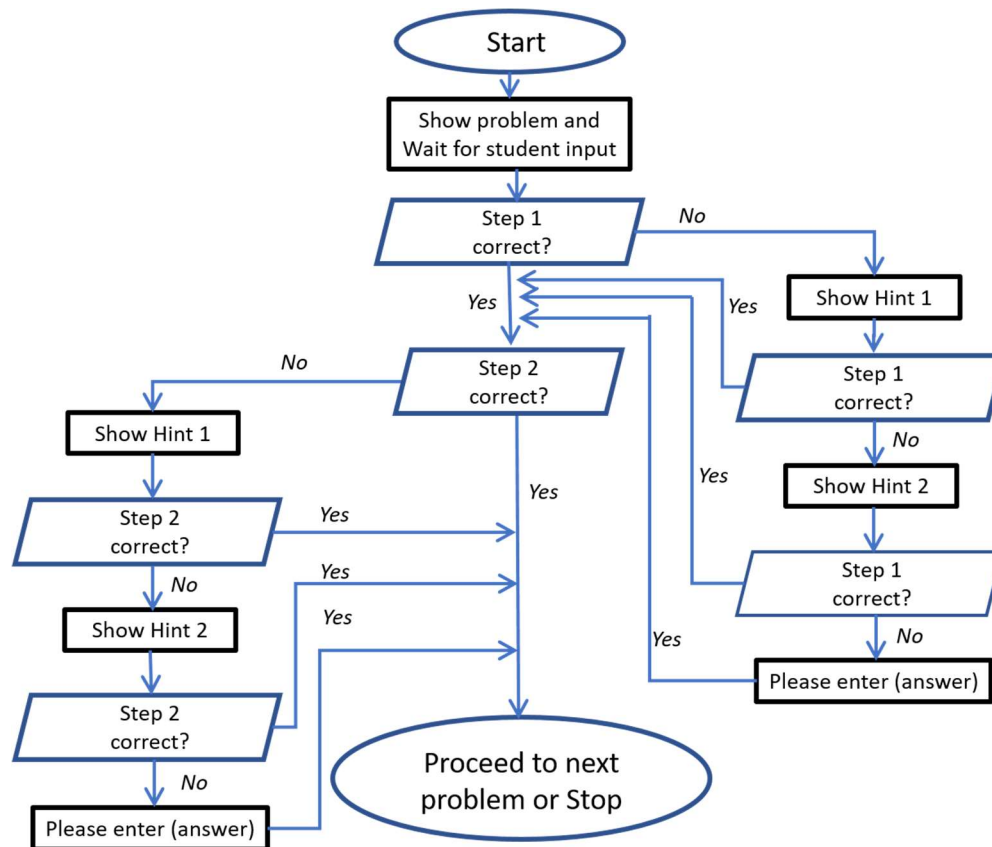 Start
Show problem and
Wait for student input
Step 1
correct?
No
Yes
Yes
Show Hint 1
Step 2
correct?
No
Step 1
correct?
Show Hint 1
No
Yes
Yes
Show Hint 2
Step 2
correct?
Yes
No
Yes
Step 1
correct?
Show Hint 2
Yes
No
Yes
Please enter (answer)
Step 2
correct?
No
Proceed to next
problem or Stop
Please enter (answer)